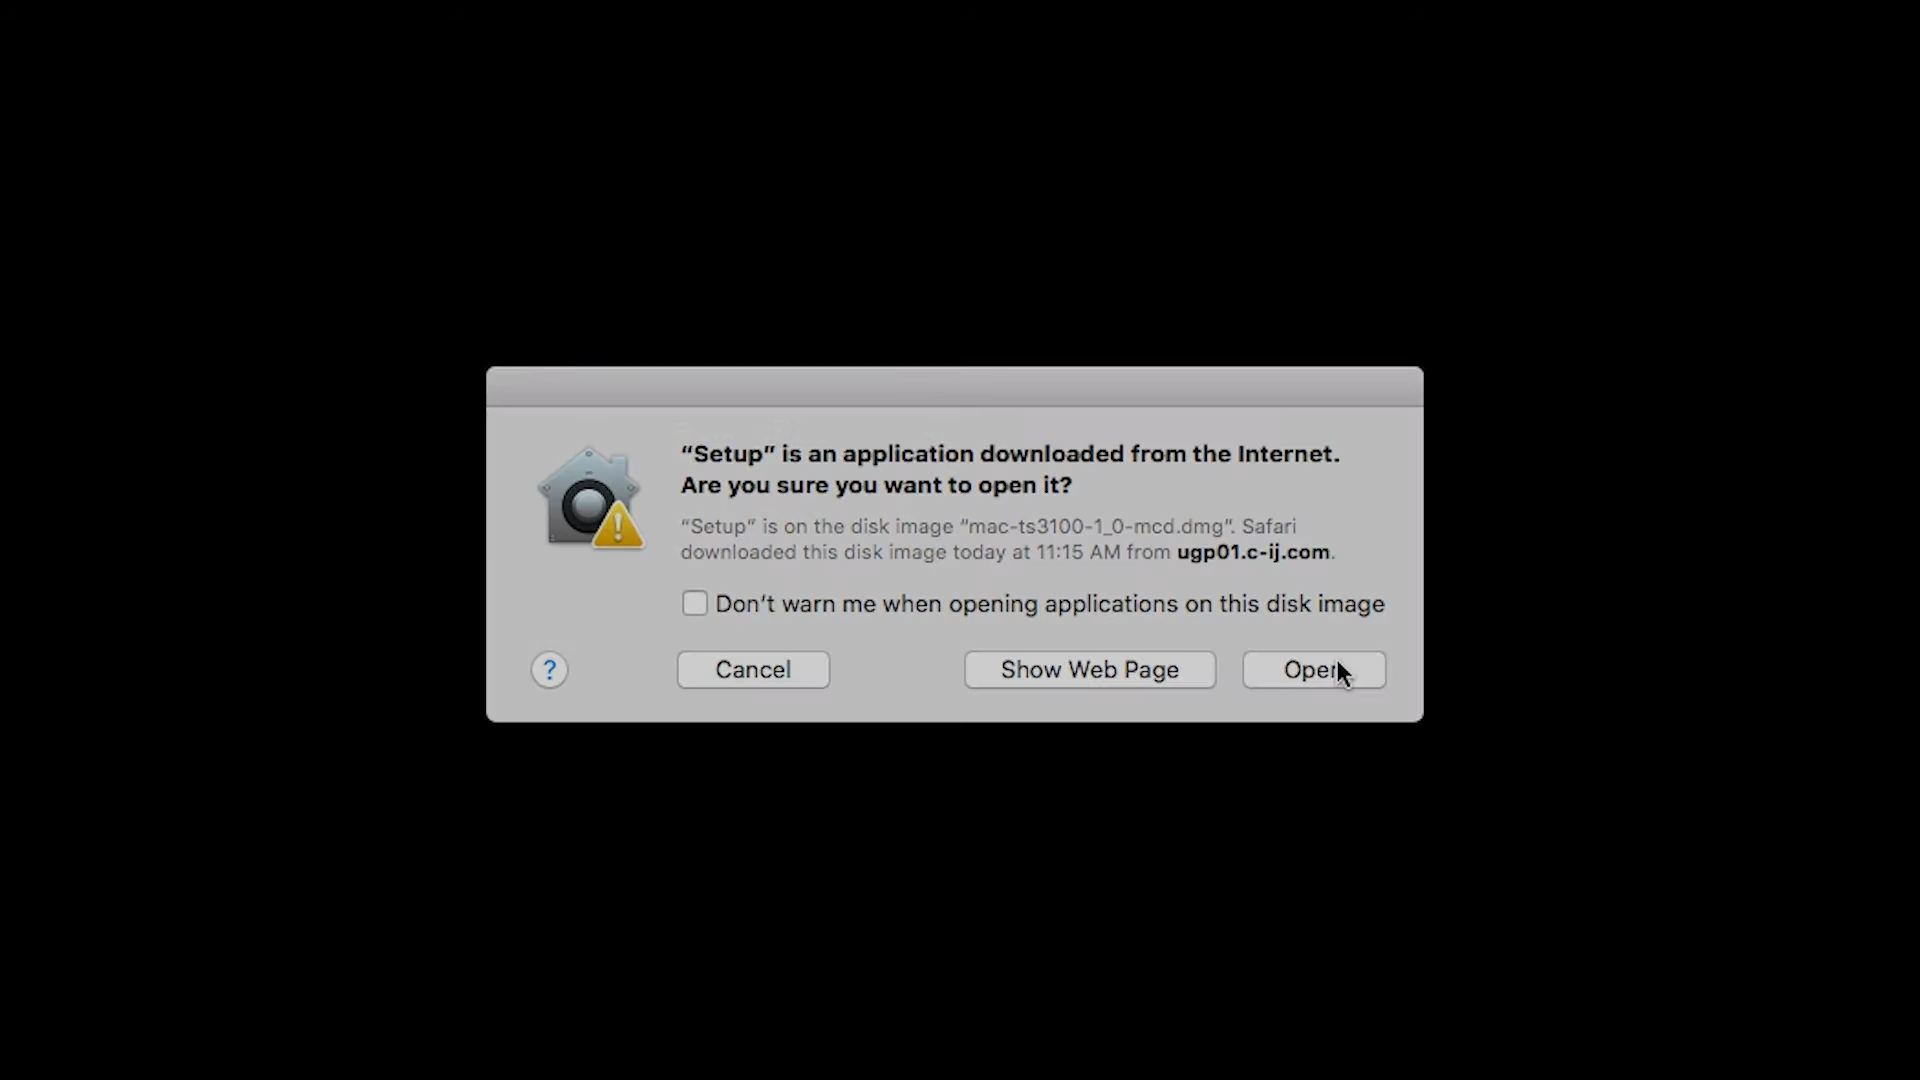 “Setup” is an application downloaded from the Internet.
Are you sure you want to open it?
“Setup” is on the disk image “mac-ts3100-1_0-mcd.dmg”. Safari
downloaded this disk image today at 11:15 AM from ugp01.c-ij.com.
Don’t warn me when opening applications on this disk image
? Cancel Show Web Page Open